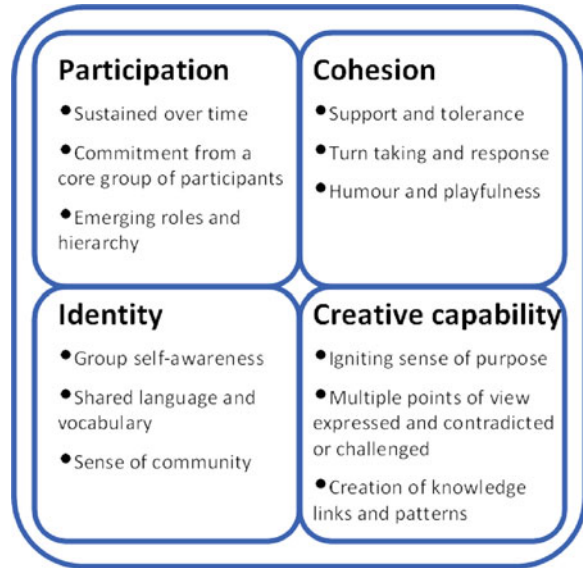 Participation
●Sustained over time
●Commitment from a
core group of participants
●Emerging roles and
hierarchy
Cohesion
●Support and tolerance
●Turn taking and response
●Humour and playfulness
Identity
●Group self-awareness
●Shared language and
vocabulary
●Sense of community
Creative capability
●Igniting sense of purpose
●Multiple points of view
expressed and contradicted
or challenged
●Creation of knowledge
links and patterns